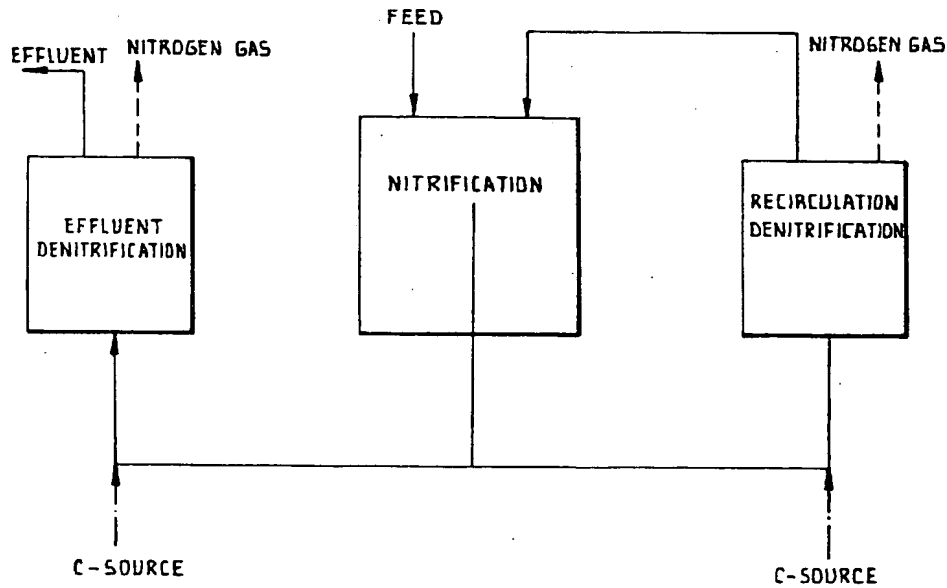 FEED
EFFLUENT
NITROGEN GAS
NITROGEN GAS
NITRIFICATION
EFFLUENT
DENITRIFICATION
RECIRCULATION
DENITRIFICATION
C-SOURCE
C-SOURCE